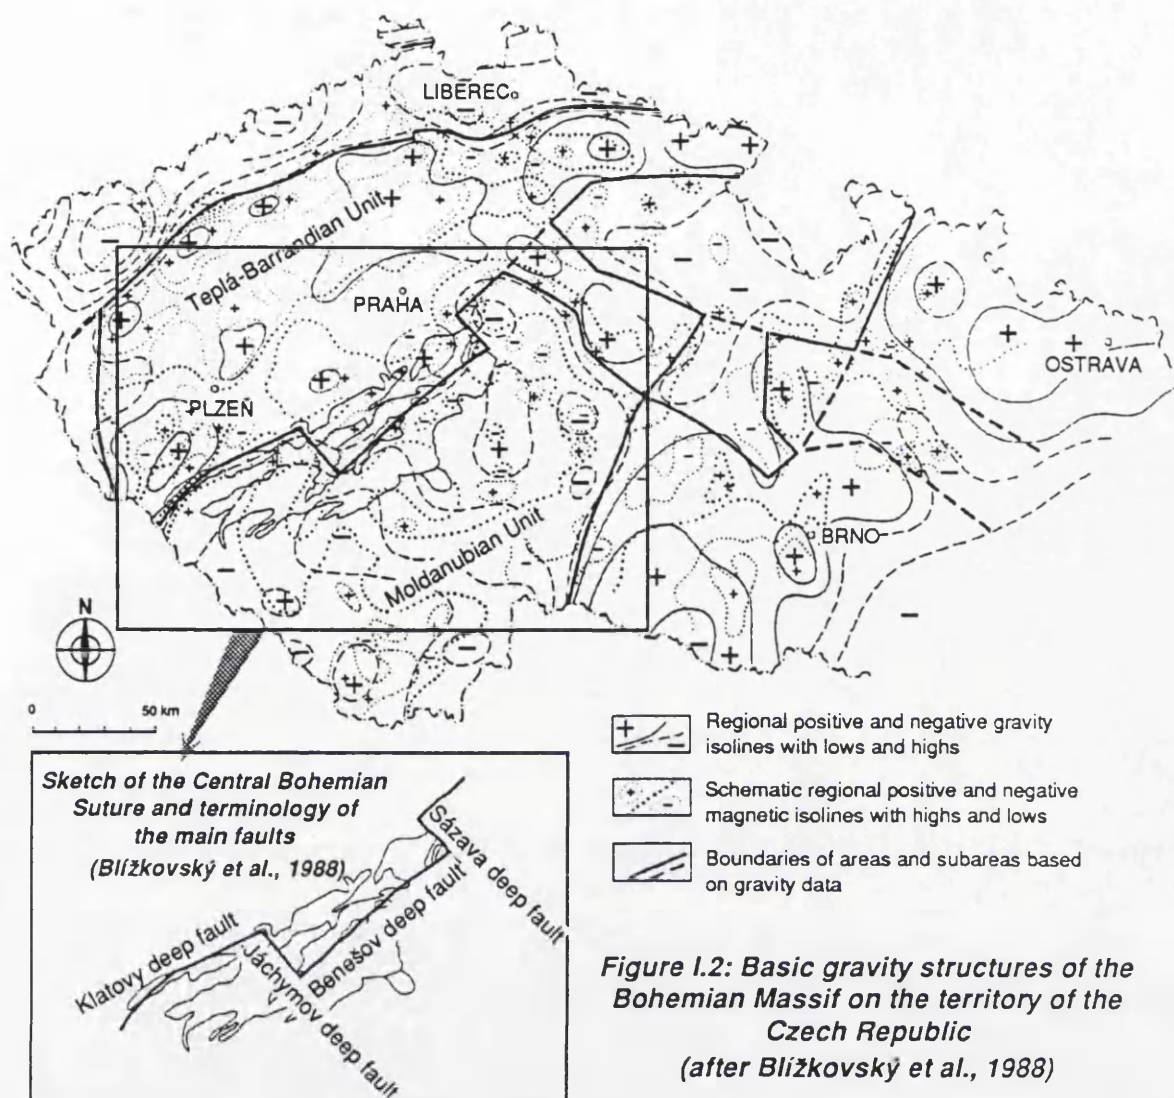 LIBEREC
Teplá-Barrandian Unit
PRAHA
PLZEŇ
OSTRAVA
BRNO
Moldanubian Unit
N
0 50 km
Regional positive and negative gravity
isolines with lows and highs
Schematic regional positive and negative
magnetic isolines with highs and lows
Boundaries of areas and subareas based
on gravity data
Sketch of the Central Bohemian
Suture and terminology of
the main faults
(Blížkovský et al., 1988)
Sázava deep fault
Benešov deep fault
Klatovy deep fault
Jáchymov deep fault
Figure I.2: Basic gravity structures of the
Bohemian Massif on the territory of the
Czech Republic
(after Blížkovský et al., 1988)